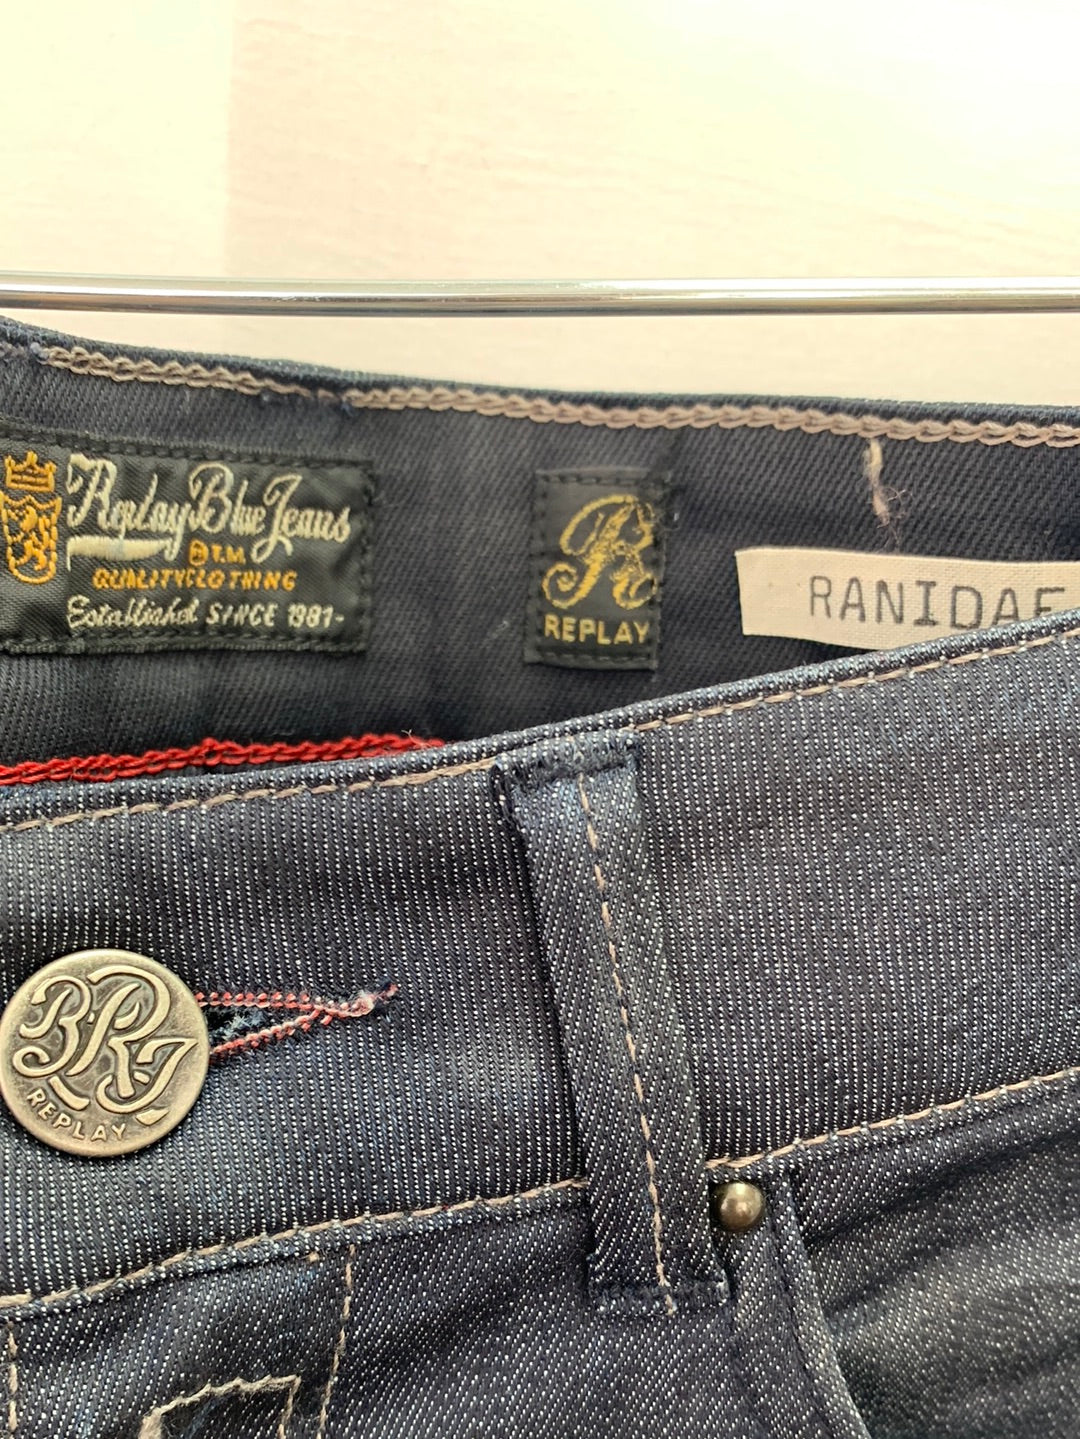 Replay Blue Jeans
® T.M.
QUALITY CLOTHING
Established SINCE 1981-
R
REPLAY
RANIDAE
BRJ
REPLAY